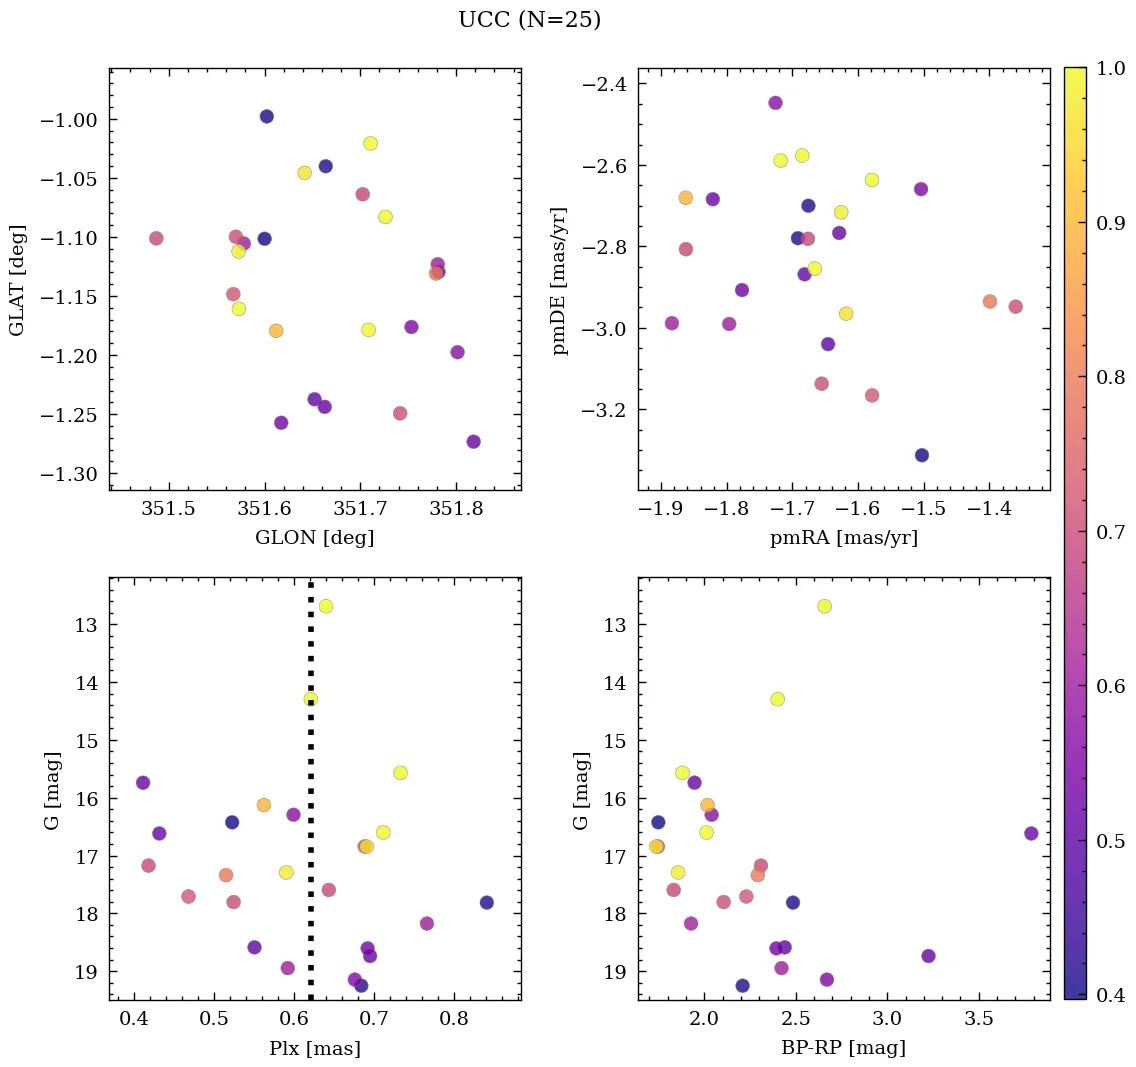 UCC (N=25)
−1.00
−1.05
−1.10
−1.15
−1.20
−1.25
−1.30
GLAT [deg]
351.5 351.6 351.7 351.8
GLON [deg]
−2.4
−2.6
−2.8
−3.0
−3.2
pmDE [mas/yr]
−1.9 −1.8 −1.7 −1.6 −1.5 −1.4
pmRA [mas/yr]
13
14
15
16
17
18
19
G [mag]
0.4 0.5 0.6 0.7 0.8
Plx [mas]
13
14
15
16
17
18
19
G [mag]
2.0 2.5 3.0 3.5
BP-RP [mag]
1.0
0.9
0.8
0.7
0.6
0.5
0.4